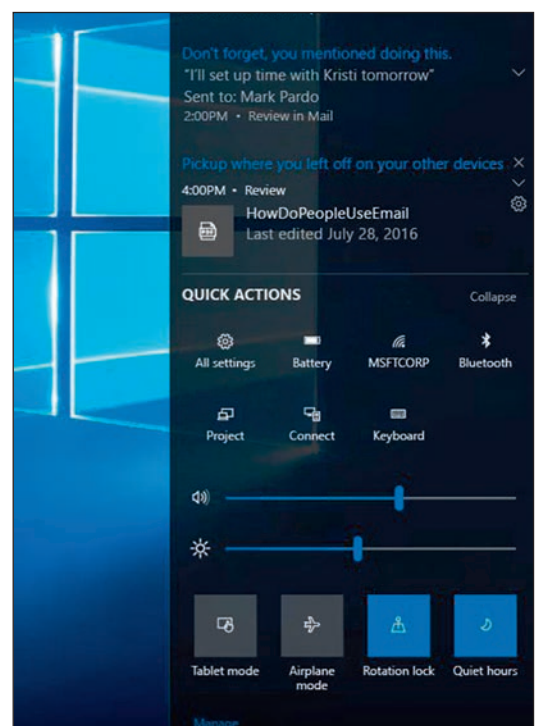 Don't forget, you mentioned doing this.
"I'll set up time with Kristi tomorrow"
Sent to: Mark Pardo
2:00PM • Review in Mail
Pickup where you left off on your other devices
4:00PM • Review
HowDoPeopleUseEmail
PDF
Last edited July 28, 2016
QUICK ACTIONS
Collapse
All settings
Battery
MSFTCORP
Bluetooth
Project
Connect
Keyboard
Tablet mode
Airplane mode
Rotation lock
Quiet hours
Manage